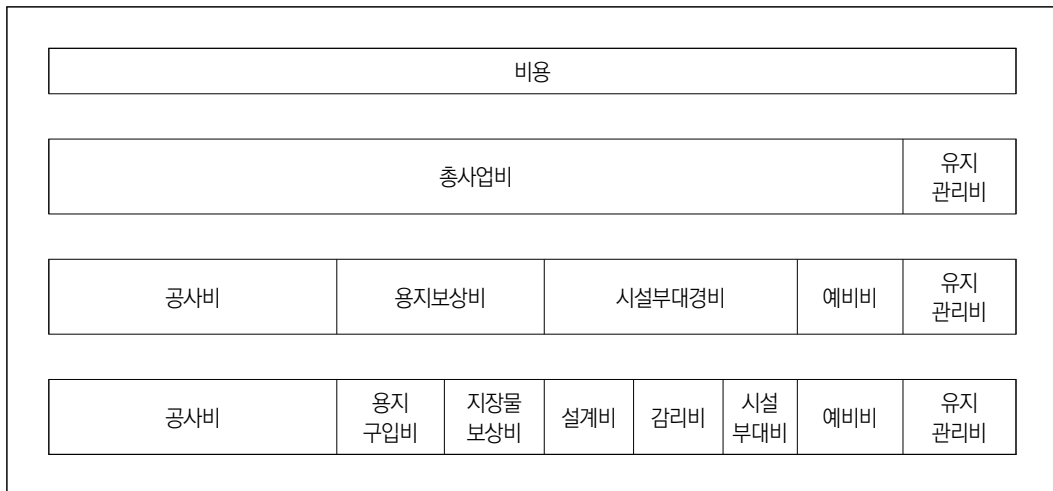 비용
총사업비
유지
관리비
공사비
용지보상비
시설부대경비
예비비
유지
관리비
공사비
용지
구입비
지장물
보상비
설계비
감리비
시설
부대비
예비비
유지
관리비